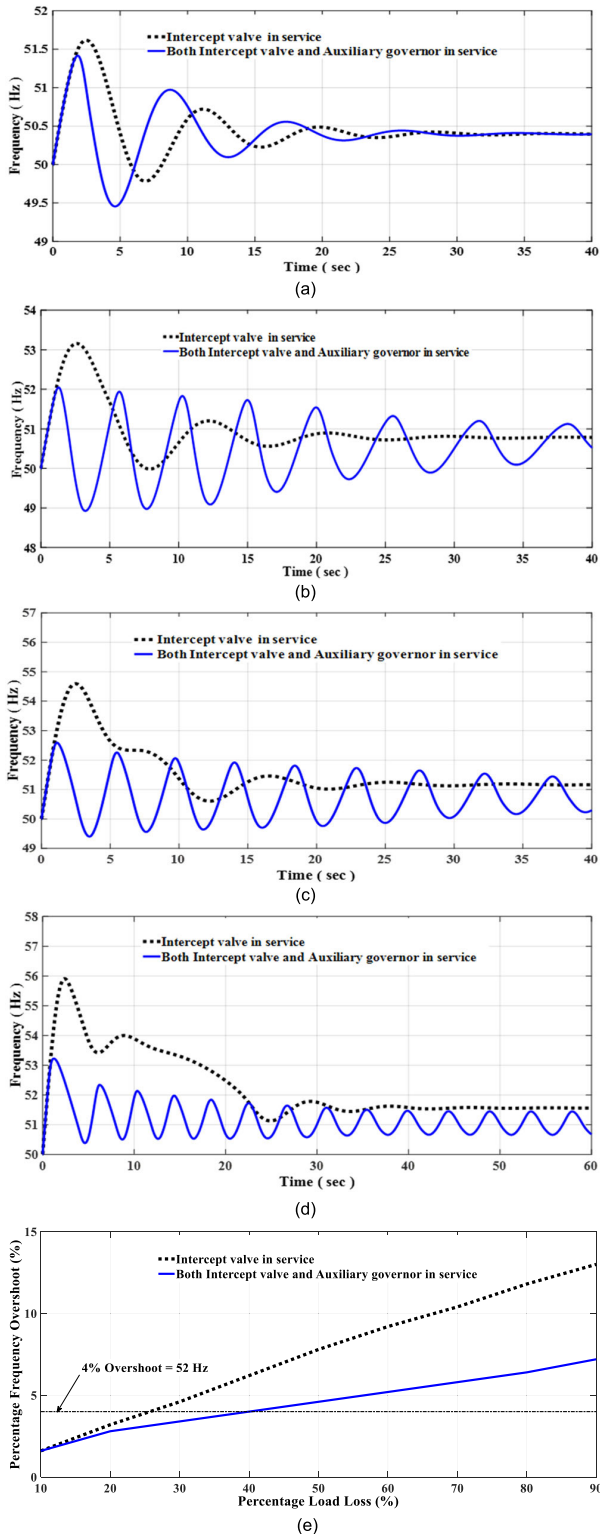 Frequency ( Hz )
52
51.5
51
50.5
50
49.5
49
Intercept valve in service
Both Intercept valve and Auxiliary governor in service
0 5 10 15 20 25 30 35 40
Time ( sec )
(a)
Frequency ( Hz )
54
53
52
51
50
49
48
Intercept valve in service
Both Intercept valve and Auxiliary governor in service
0 5 10 15 20 25 30 35 40
Time ( sec )
(b)
Frequency ( Hz )
57
56
55
54
53
52
51
50
49
Intercept valve in service
Both Intercept valve and Auxiliary governor in service
0 5 10 15 20 25 30 35 40
Time ( sec )
(c)
Frequency ( Hz )
58
57
56
55
54
53
52
51
50
Intercept valve in service
Both Intercept valve and Auxiliary governor in service
0 10 20 30 40 50 60
Time ( sec )
(d)
Percentage Frequency Overshoot (%)
15
10
5
0
Intercept valve in service
Both Intercept valve and Auxiliary governor in service
4% Overshoot = 52 Hz
10 20 30 40 50 60 70 80 90
Percentage Load Loss (%)
(e)